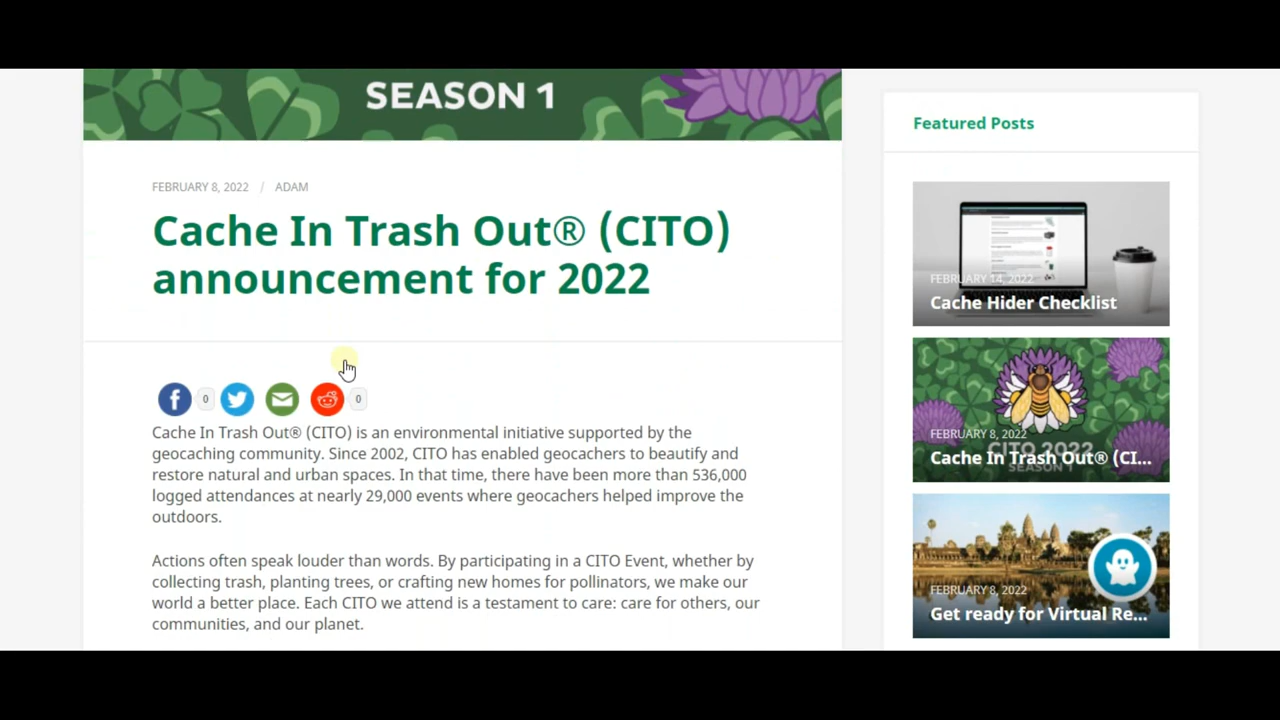 SEASON 1
FEBRUARY 8, 2022 / ADAM
Cache In Trash Out® (CITO)
announcement for 2022
0
0
Cache In Trash Out® (CITO) is an environmental initiative supported by the
geocaching community. Since 2002, CITO has enabled geocachers to beautify and
restore natural and urban spaces. In that time, there have been more than 536,000
logged attendances at nearly 29,000 events where geocachers helped improve the
outdoors.
Actions often speak louder than words. By participating in a CITO Event, whether by
collecting trash, planting trees, or crafting new homes for pollinators, we make our
world a better place. Each CITO we attend is a testament to care: care for others, our
communities, and our planet.
Featured Posts
FEBRUARY 14, 2022
Cache Hider Checklist
FEBRUARY 8, 2022
CITO 2022
Cache In Trash Out® (CI...
SEASON 1
FEBRUARY 8, 2022
Get ready for Virtual Re...